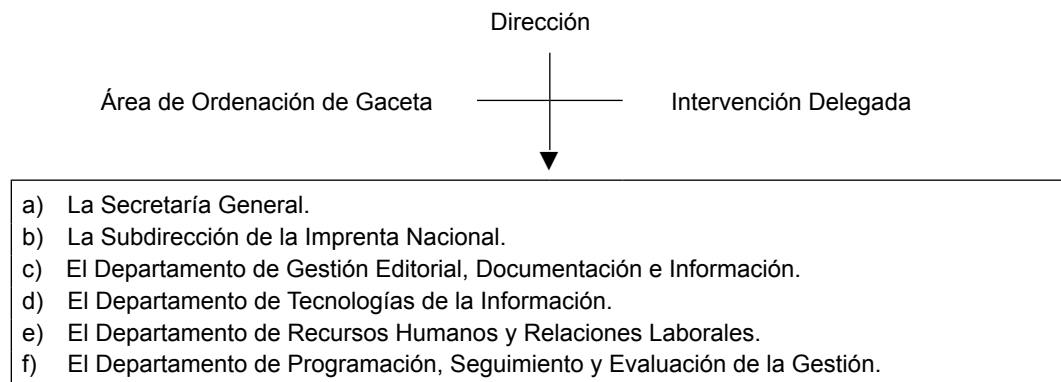 Dirección
Área de Ordenación de Gaceta
Intervención Delegada
a) La Secretaría General.
b) La Subdirección de la Imprenta Nacional.
c) El Departamento de Gestión Editorial, Documentación e Información.
d) El Departamento de Tecnologías de la Información.
e) El Departamento de Recursos Humanos y Relaciones Laborales.
f) El Departamento de Programación, Seguimiento y Evaluación de la Gestión.